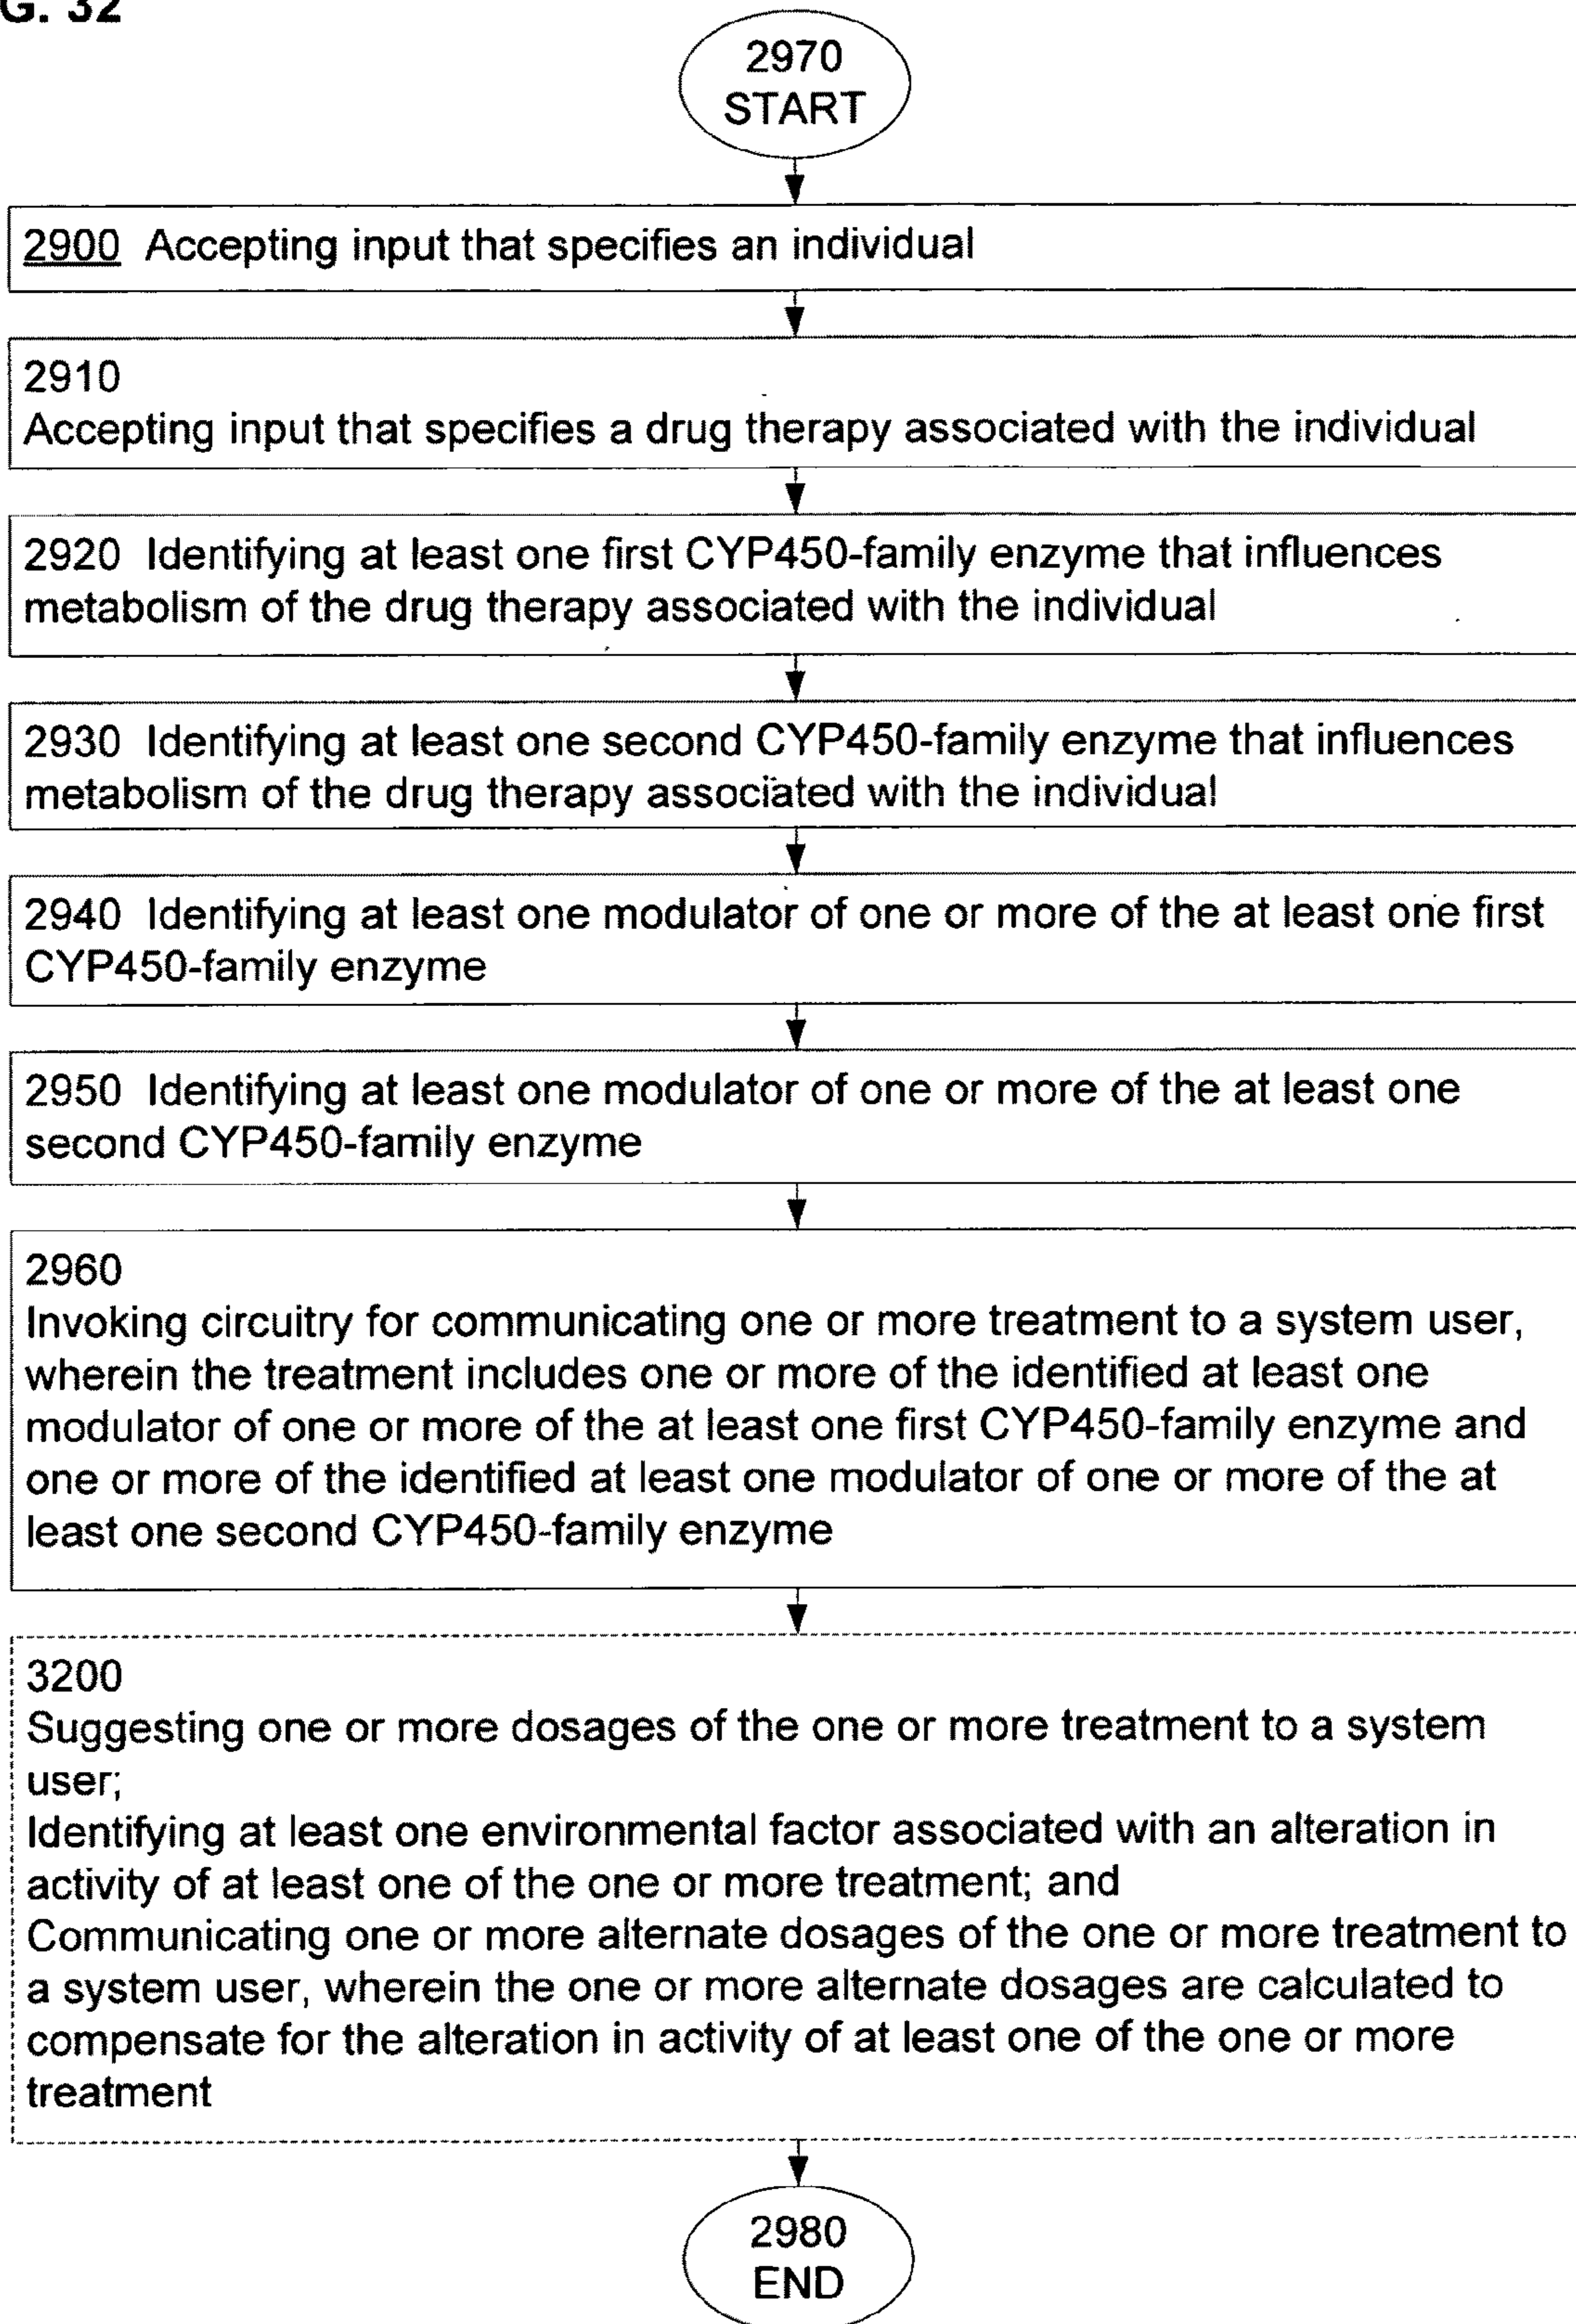 G. 32
2970
START
2900 Accepting input that specifies an individual
2910
Accepting input that specifies a drug therapy associated with the individual
2920 Identifying at least one first CYP450-family enzyme that influences
metabolism of the drug therapy associated with the individual
2930 Identifying at least one second CYP450-family enzyme that influences
metabolism of the drug therapy associated with the individual
2940 Identifying at least one modulator of one or more of the at least one first
CYP450-family enzyme
2950 Identifying at least one modulator of one or more of the at least one
second CYP450-family enzyme
2960
Invoking circuitry for communicating one or more treatment to a system user,
wherein the treatment includes one or more of the identified at least one
modulator of one or more of the at least one first CYP450-family enzyme and
one or more of the identified at least one modulator of one or more of the at
least one second CYP450-family enzyme
3200
Suggesting one or more dosages of the one or more treatment to a system
user;
Identifying at least one environmental factor associated with an alteration in
activity of at least one of the one or more treatment; and
Communicating one or more alternate dosages of the one or more treatment to
a system user, wherein the one or more alternate dosages are calculated to
compensate for the alteration in activity of at least one of the one or more
treatment
2980
END